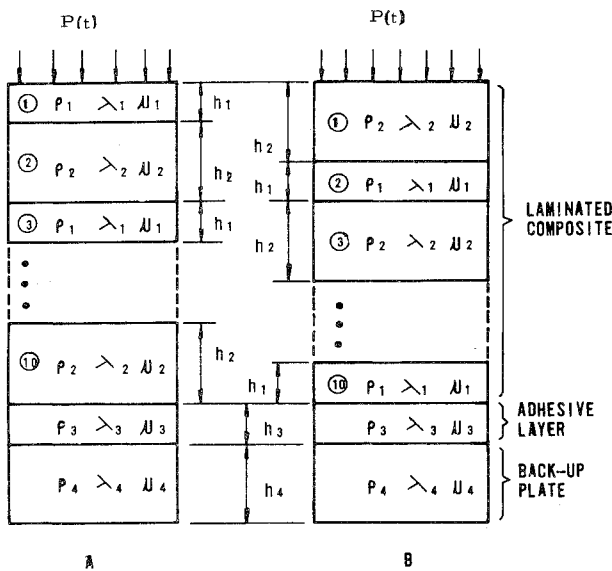 P(t)
P(t)
① ρ1 λ1 μ1
② ρ2 λ2 μ2
③ ρ1 λ1 μ1
⑩ ρ2 λ2 μ2
ρ3 λ3 μ3
ρ4 λ4 μ4
h1
h2
h1
h2
h3
h4
h2
h1
h2
h1
① ρ2 λ2 μ2
② ρ1 λ1 μ1
③ ρ2 λ2 μ2
⑩ ρ1 λ1 μ1
ρ3 λ3 μ3
ρ4 λ4 μ4
LAMINATED
COMPOSITE
ADHESIVE
LAYER
BACK-UP
PLATE
A
B